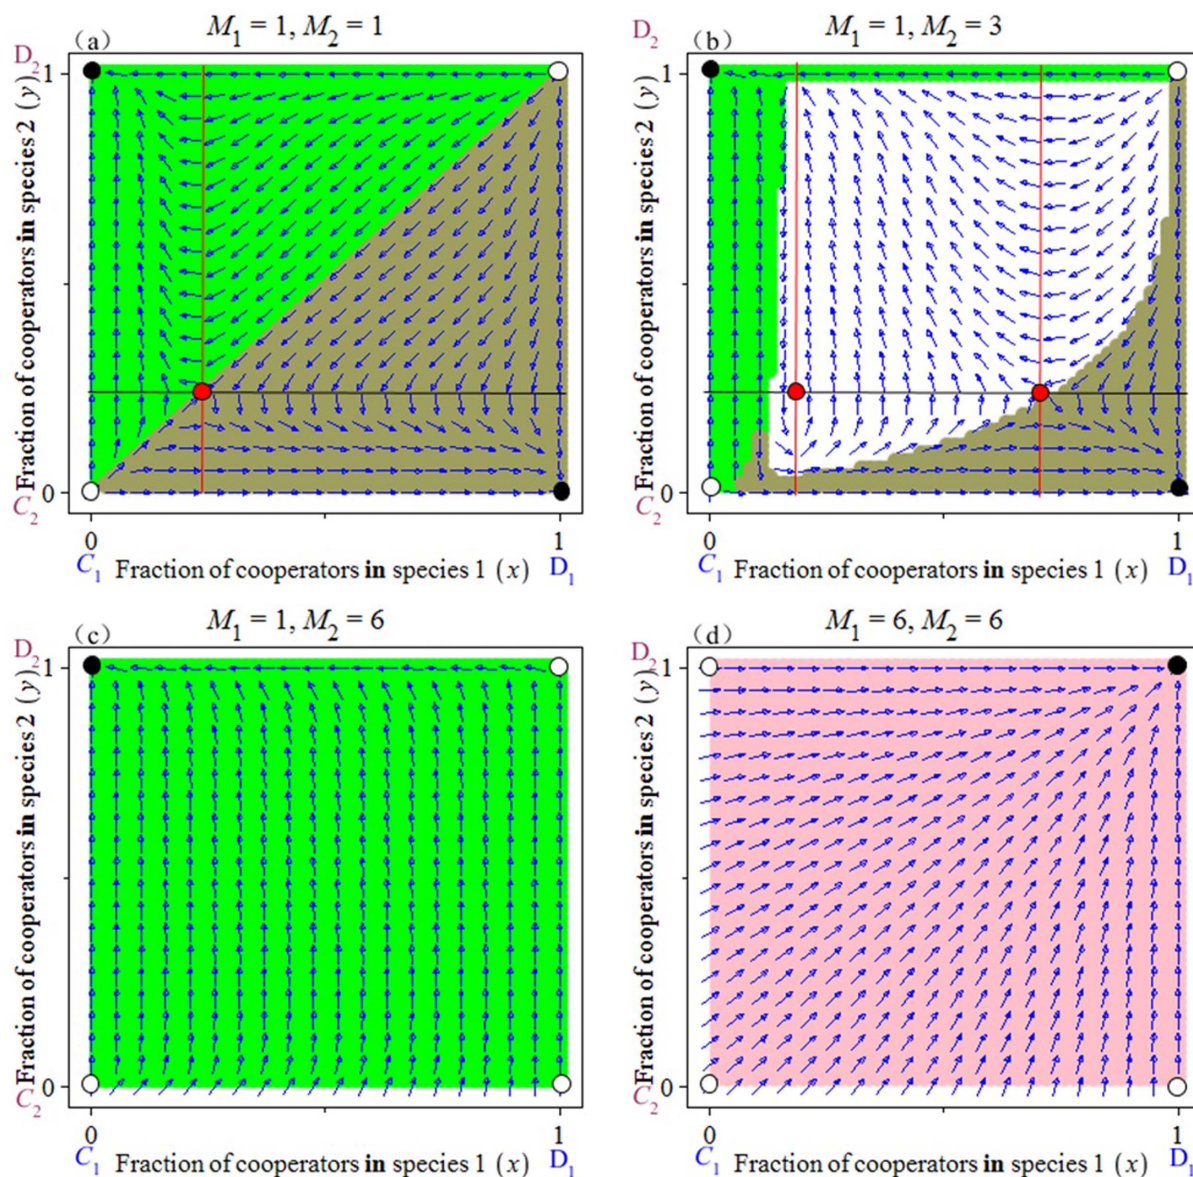 (a) M1 = 1, M2 = 1
D2
1
Fraction of cooperators in species 2 (y)
0
C2
0 1
C1 Fraction of cooperators in species 1 (x) D1
(b) M1 = 1, M2 = 3
D2
1
Fraction of cooperators in species 2 (y)
0
C2
0 1
C1 Fraction of cooperators in species 1 (x) D1
(c) M1 = 1, M2 = 6
D2
1
Fraction of cooperators in species 2 (y)
0
C2
0 1
C1 Fraction of cooperators in species 1 (x) D1
(d) M1 = 6, M2 = 6
D2
1
Fraction of cooperators in species 2 (y)
0
C2
0 1
C1 Fraction of cooperators in species 1 (x) D1